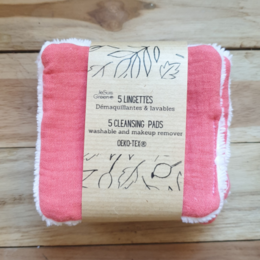 5 LINGETTES
Démaquillantes & lavables
5 CLEANSING PADS
washable and makeup remover
OEKO-TEX®